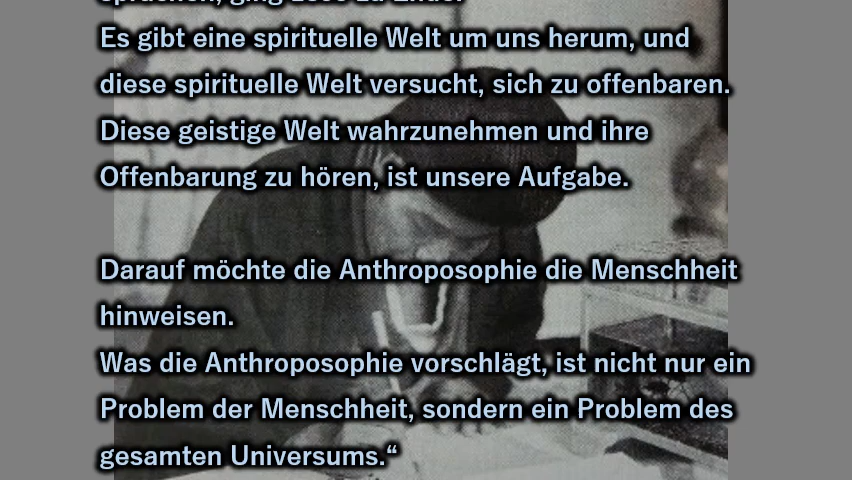 Es gibt eine spirituelle Welt um uns herum, und
diese spirituelle Welt versucht, sich zu offenbaren.
Diese geistige Welt wahrzunehmen und ihre
Offenbarung zu hören, ist unsere Aufgabe.
Darauf möchte die Anthroposophie die Menschheit
hinweisen.
Was die Anthroposophie vorschlägt, ist nicht nur ein
Problem der Menschheit, sondern ein Problem des
gesamten Universums.“